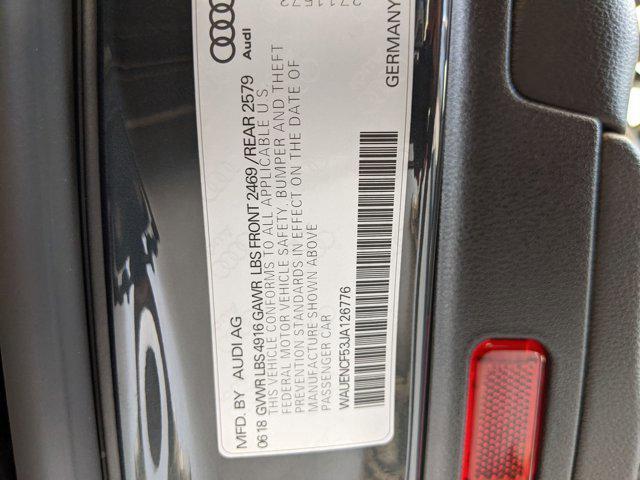 MFD. BY AUDI AG
0618 GVWR LBS 4916 GAWR LBS FRONT 2469 /REAR 2579
THIS VEHICLE CONFORMS TO ALL APPLICABLE U.S.
FEDERAL MOTOR VEHICLE SAFETY, BUMPER AND THEFT
PREVENTION STANDARDS IN EFFECT ON THE DATE OF
MANUFACTURE SHOWN ABOVE
PASSENGER CAR
WAUENCF53JA126776
GERMANY
Audi